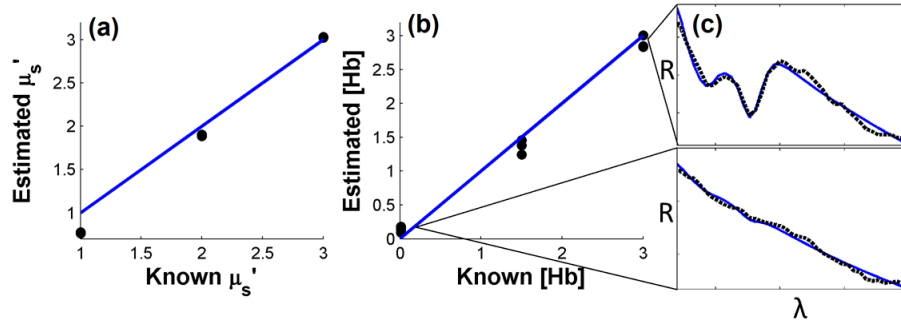 (a)
Estimated μs'
3
2.5
2
1.5
1
1 1.5 2 2.5 3
Known μs'
(b)
Estimated [Hb]
3
2.5
2
1.5
1
0.5
0
0 1 2 3
Known [Hb]
(c)
R
R
λ